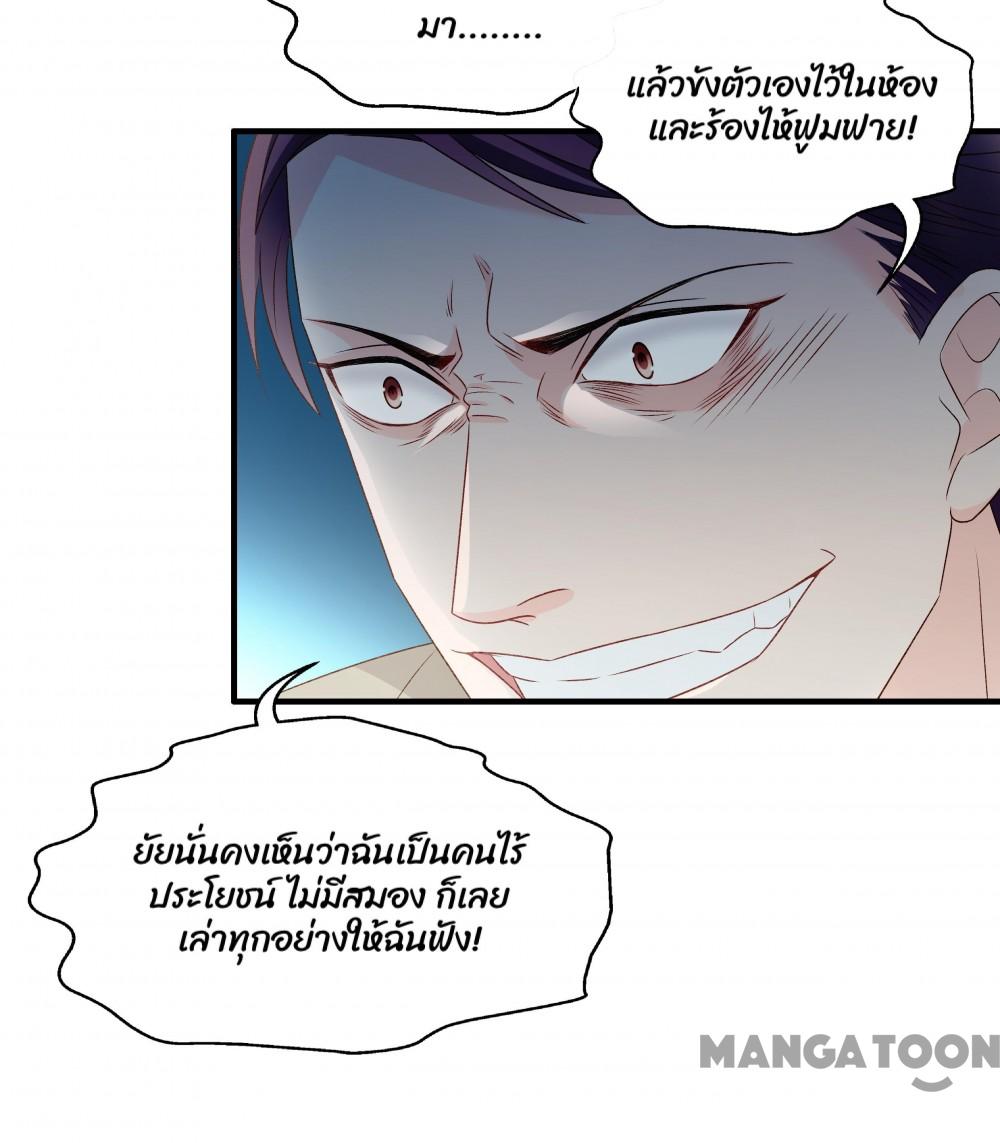 มา........
แล้วขังตัวเองไว้ในห้อง
และร้องไห้ฟูมฟาย!
ยัยนั่นคงเห็นว่าฉันเป็นคนไร้
ประโยชน์ ไม่มีสมอง ก็เลย
เล่าทุกอย่างให้ฉันฟัง!
MANGA TOON